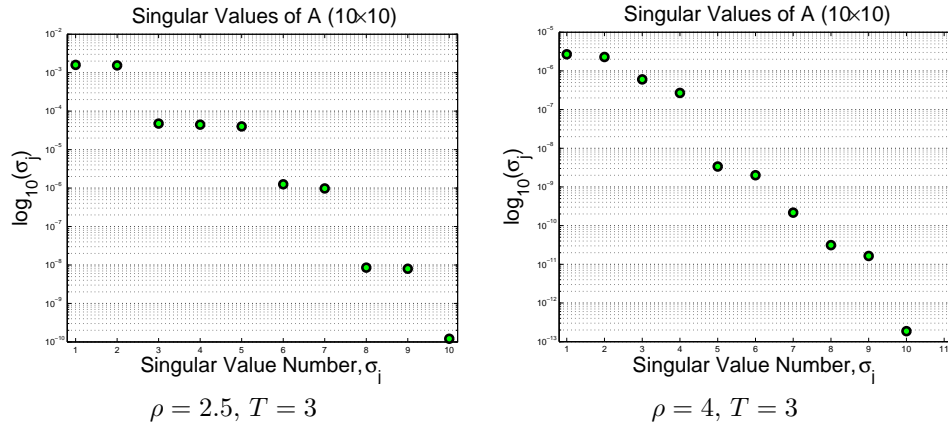 Singular Values of A (10×10)
10⁻²
10⁻³
10⁻⁴
10⁻⁵
10⁻⁶
10⁻⁷
10⁻⁸
10⁻⁹
10⁻¹⁰
log₁₀(σⱼ)
1 2 3 4 5 6 7 8 9 10
Singular Value Number, σⱼ
ρ = 2.5, T = 3
Singular Values of A (10×10)
10⁻⁵
10⁻⁶
10⁻⁷
10⁻⁸
10⁻⁹
10⁻¹⁰
10⁻¹¹
10⁻¹²
10⁻¹³
log₁₀(σⱼ)
1 2 3 4 5 6 7 8 9 10 11
Singular Value Number, σⱼ
ρ = 4, T = 3